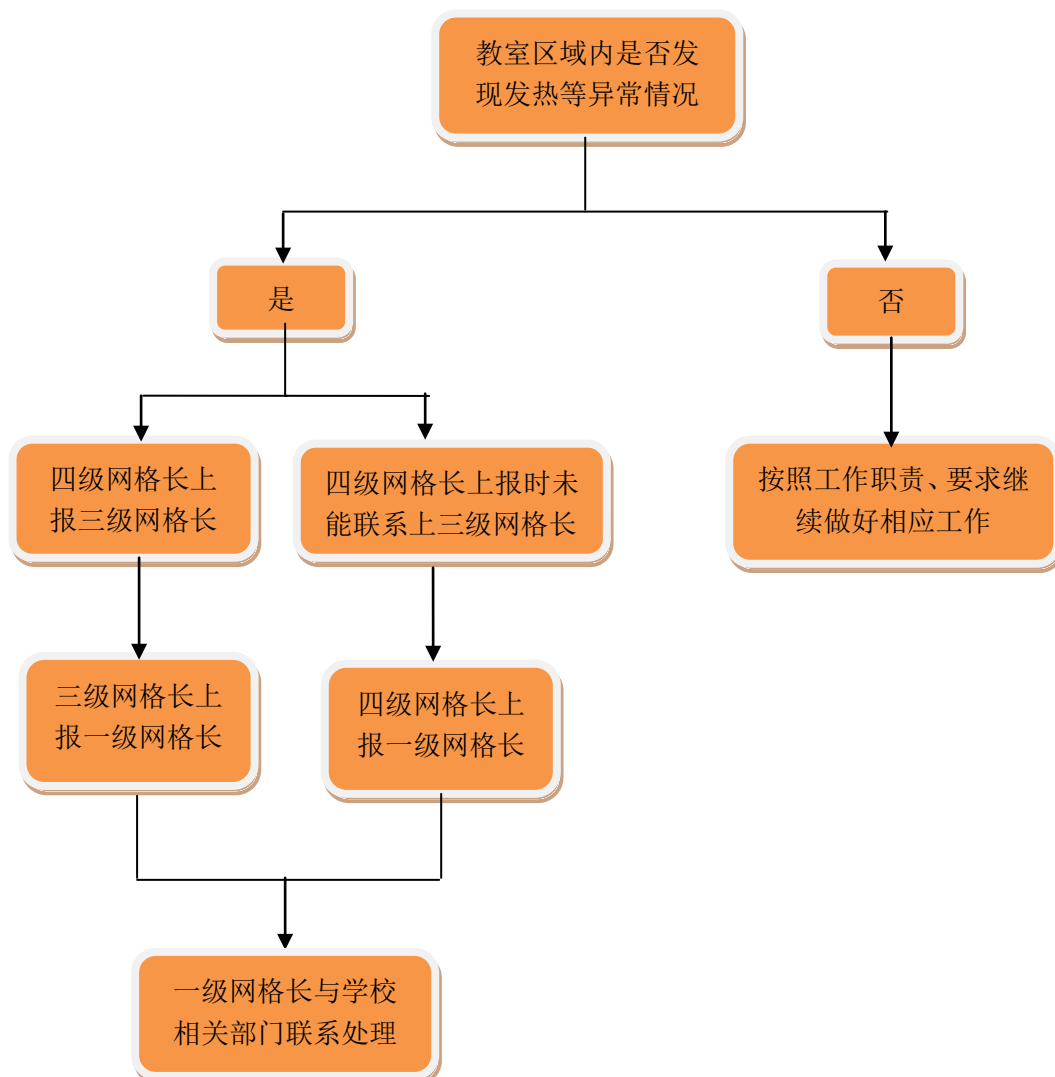 教室区域内是否发
现发热等异常情况
是
否
四级网格长上
报三级网格长
四级网格长上报时未
能联系上三级网格长
按照工作职责、要求继
续做好相应工作
三级网格长上
报一级网格长
四级网格长上
报一级网格长
一级网格长与学校
相关部门联系处理